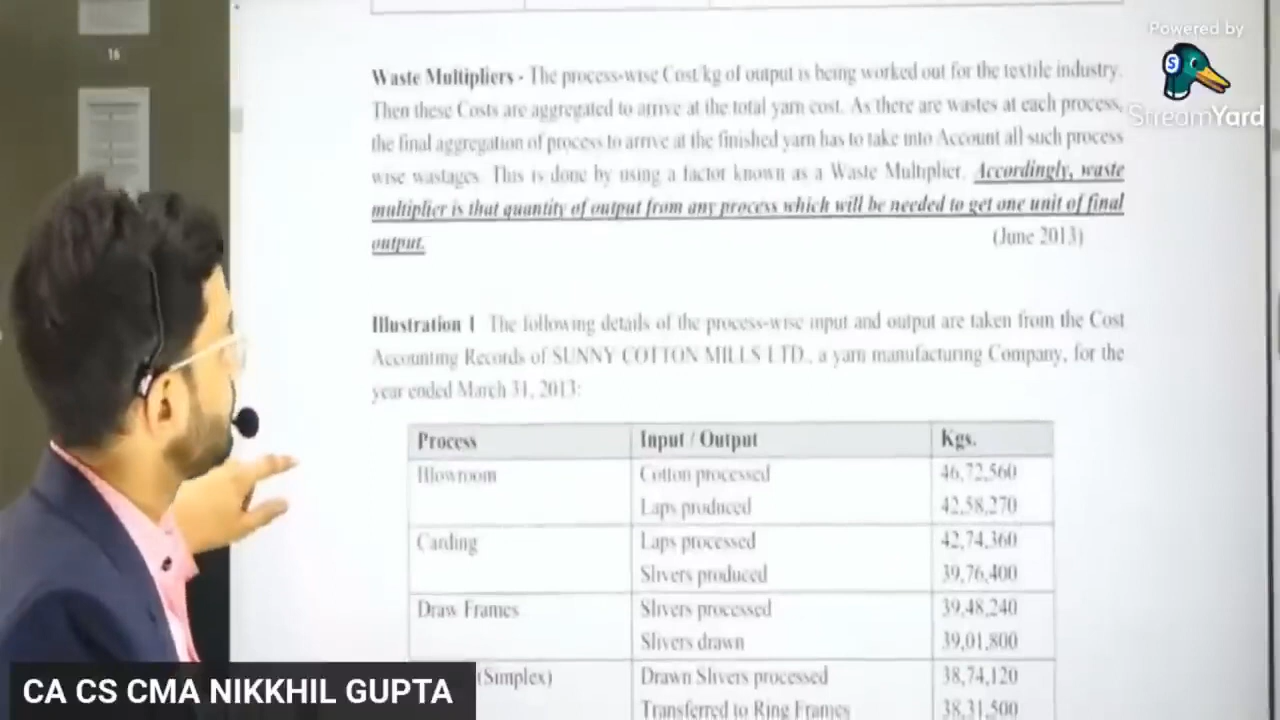 Powered by
StreamYard
16
Waste Multipliers - The process-wise Cost/kg of output is being worked out for the textile industry.
Then these Costs are aggregated to arrive at the total yarn cost. As there are wastes at each process,
the final aggregation of process to arrive at the finished yarn has to take into Account all such process
wise wastages. This is done by using a factor known as a Waste Multiplier. Accordingly, waste
multiplier is that quantity of output from any process which will be needed to get one unit of final
output.
(June 2013)
Illustration 1 The following details of the process-wise input and output are taken from the Cost
Accounting Records of SUNNY COTTON MILLS LTD., a yarn manufacturing Company, for the
year ended March 31, 2013:
Process Input / Output Kgs.
Blowroom Cotton processed 46,72,560
Laps produced 42,58,270
Carding Laps processed 42,74,360
Slivers produced 39,76,400
Draw Frames Slivers processed 39,48,240
Slivers drawn 39,01,800
(Simplex) Drawn Slivers processed 38,74,120
Transferred to Ring Frames 38,31,500
CA CS CMA NIKKHIL GUPTA